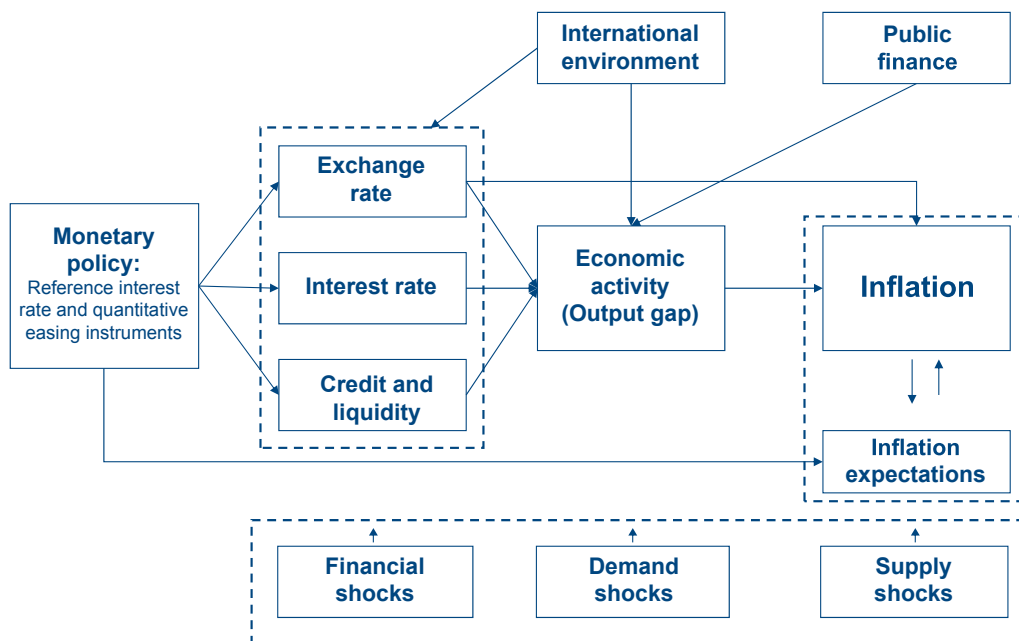 International
environment
Public
finance
Exchange
rate
Monetary
policy:
Reference interest
rate and quantitative
easing instruments
Interest rate
Economic
activity
(Output gap)
Inflation
Credit and
liquidity
Inflation
expectations
Financial
shocks
Demand
shocks
Supply
shocks